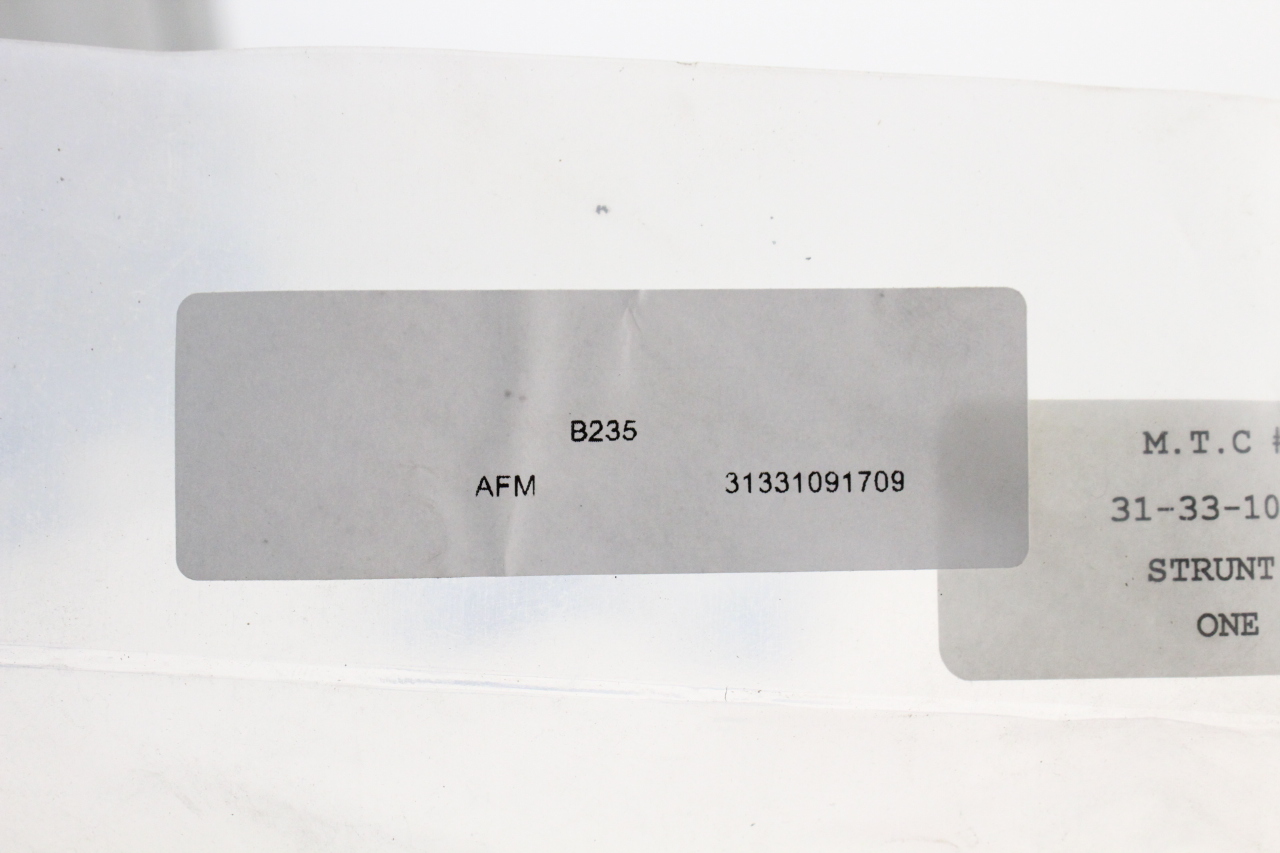 B235
AFM 31331091709
M.T.C #
31-33-10
STRUNT
ONE